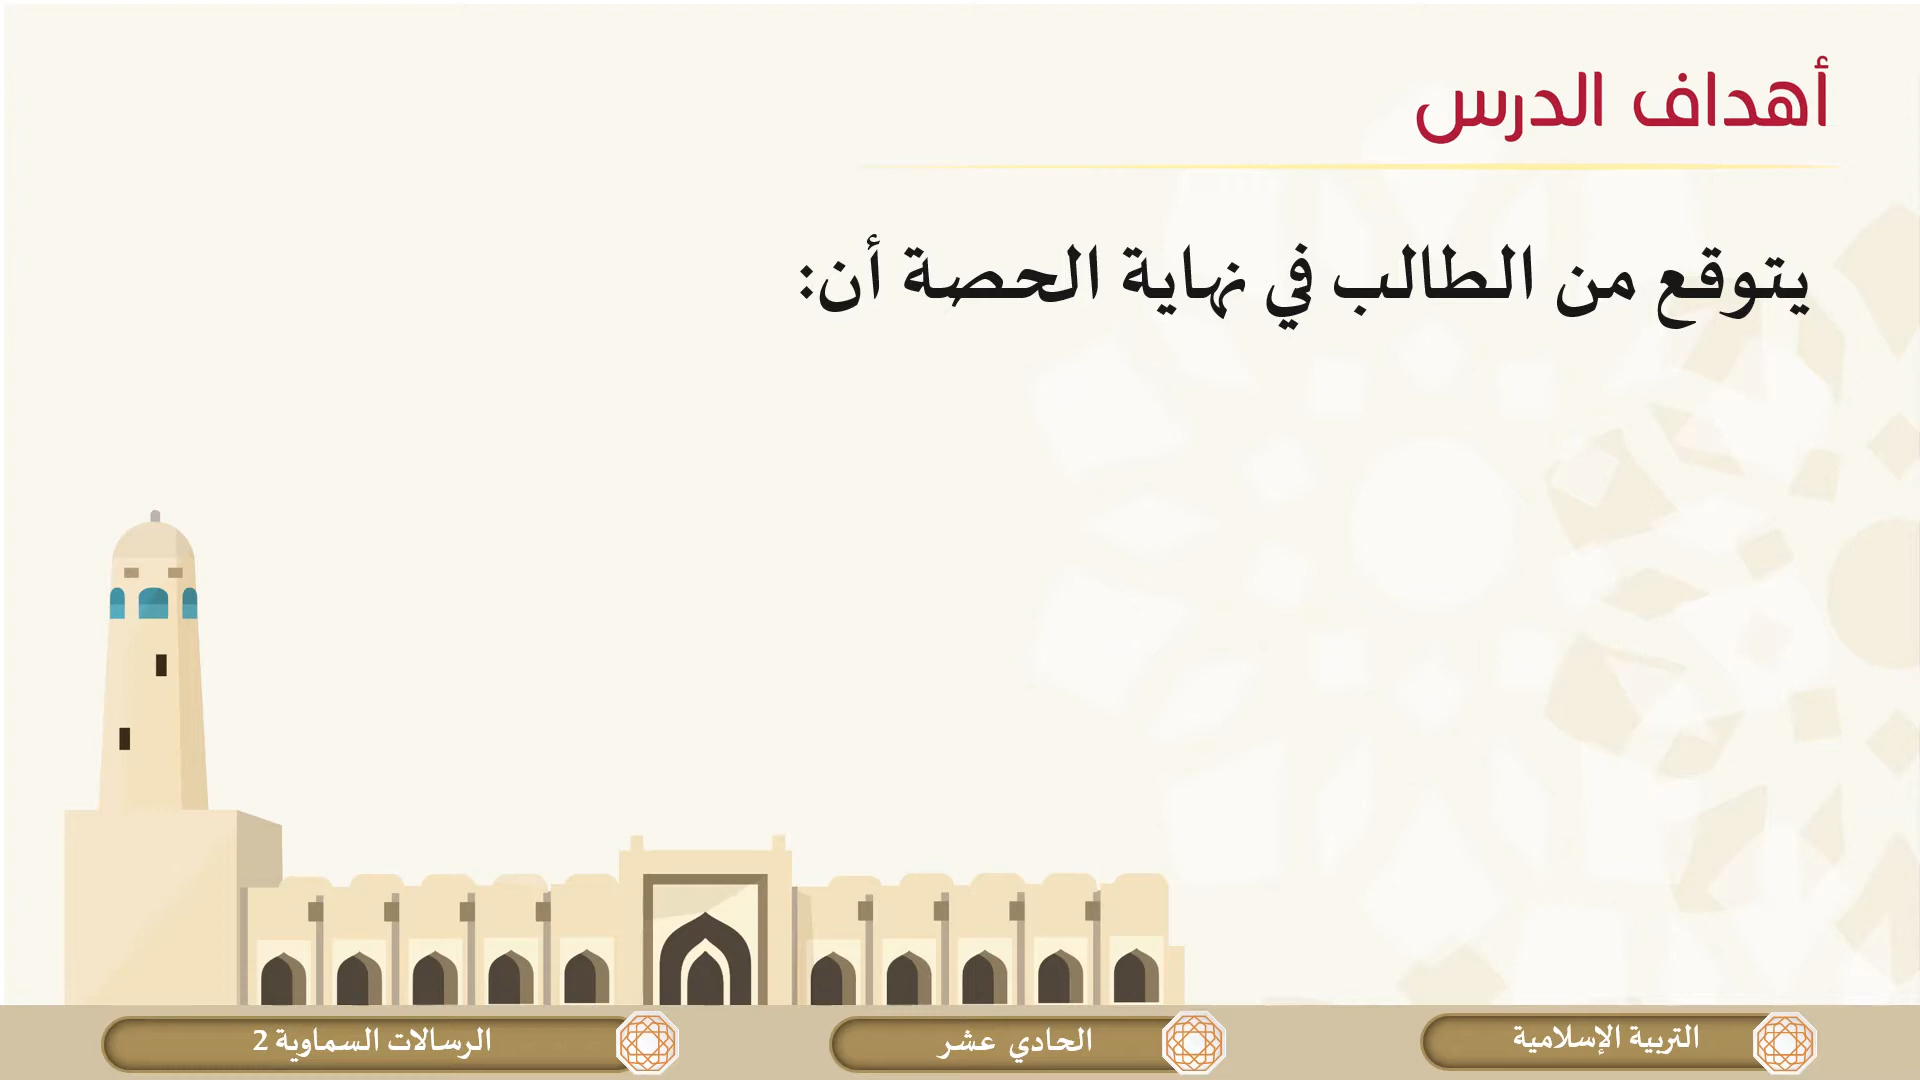 أهداف الدرس
يتوقع من الطالب في نهاية الحصة أن:
التربية الإسلامية
الحادي عشر
الرسالات السماوية 2